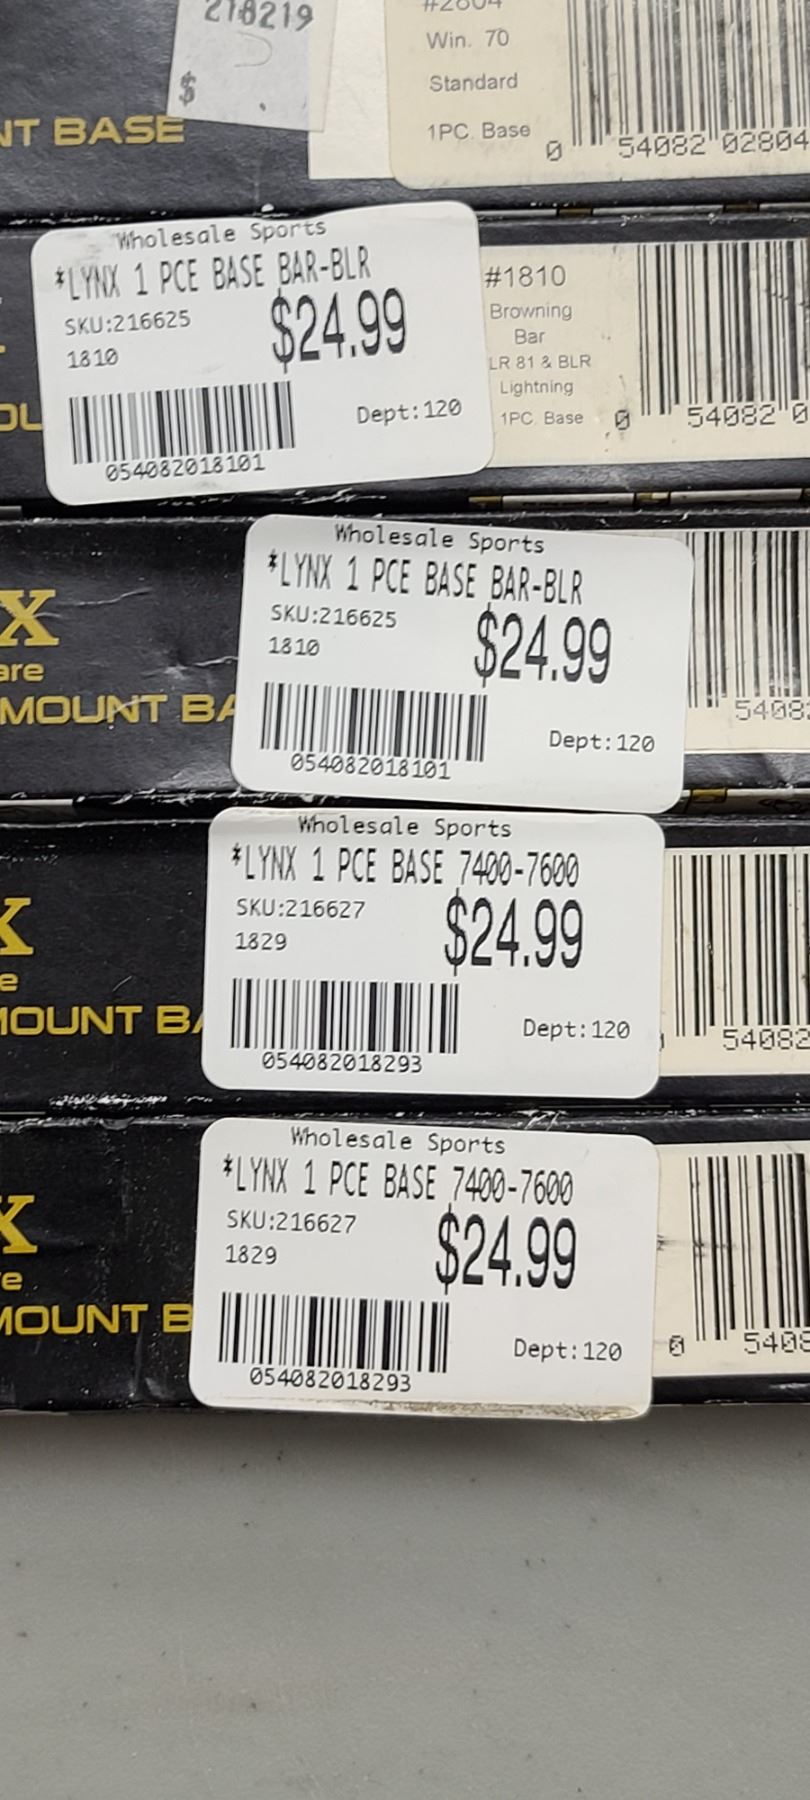 218219
$
NT BASE
#2804
Win. 70
Standard
1PC. Base
0 54082 02804
Wholesale Sports
*LYNX 1 PCE BASE BAR-BLR
SKU:216625
$24.99
1810
Dept:120
054082018101
#1810
Browning
Bar
LR 81 & BLR
Lightning
1PC. Base
0 54082 0
OU
X
are
MOUNT BA
Wholesale Sports
*LYNX 1 PCE BASE BAR-BLR
SKU:216625
$24.99
1810
Dept:120
054082018101
5408
X
e
MOUNT BA
Wholesale Sports
*LYNX 1 PCE BASE 7400-7600
SKU:216627
$24.99
1829
Dept:120
054082018293
54082
X
re
MOUNT B
Wholesale Sports
*LYNX 1 PCE BASE 7400-7600
SKU:216627
$24.99
1829
Dept:120
054082018293
0 5408